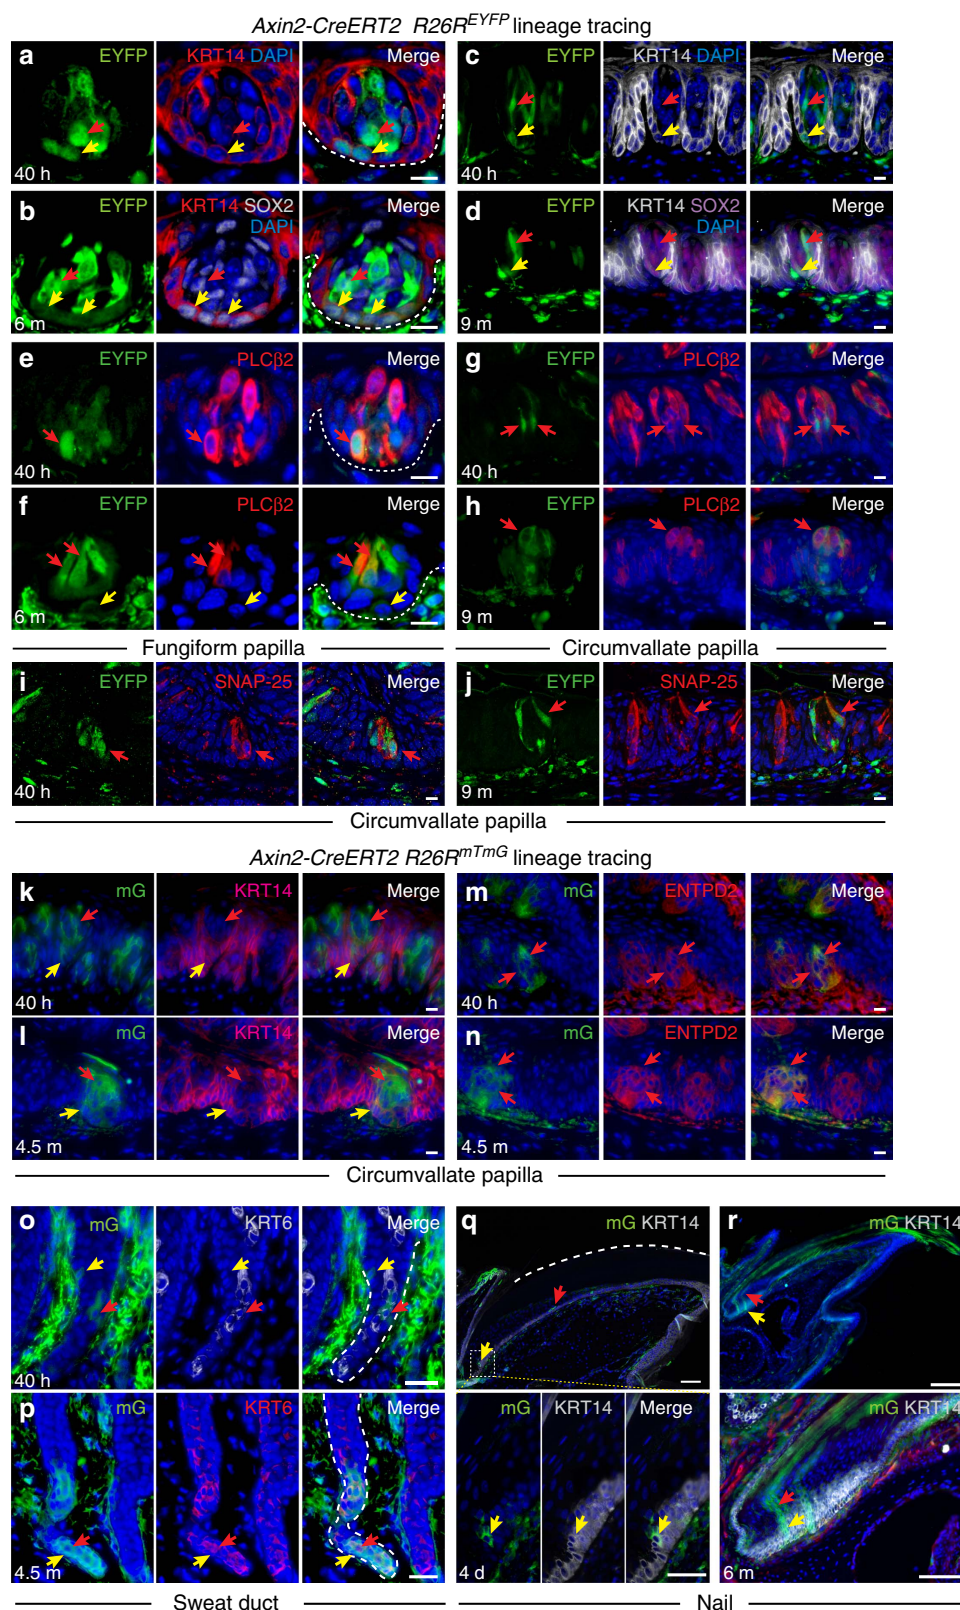 Axin2-CreERT2 R26R^EYFP lineage tracing
a EYFP KRT14 DAPI Merge 40 h
c EYFP KRT14 DAPI Merge 40 h
b EYFP KRT14 SOX2 DAPI Merge 6 m
d EYFP KRT14 SOX2 DAPI Merge 9 m
e EYFP PLCβ2 Merge 40 h
g EYFP PLCβ2 Merge 40 h
f EYFP PLCβ2 Merge 6 m
h EYFP PLCβ2 Merge 9 m
Fungiform papilla
Circumvallate papilla
i EYFP SNAP-25 Merge 40 h
j EYFP SNAP-25 Merge 9 m
Circumvallate papilla
Axin2-CreERT2 R26R^mTmG lineage tracing
k mG KRT14 Merge 40 h
m mG ENTPD2 Merge 40 h
l mG KRT14 Merge 4.5 m
n mG ENTPD2 Merge 4.5 m
Circumvallate papilla
o mG KRT6 Merge 40 h
q mG KRT14
r mG KRT14
p mG KRT6 Merge 4.5 m
mG KRT14 Merge 4 d
mG KRT14 6 m
Sweat duct
Nail